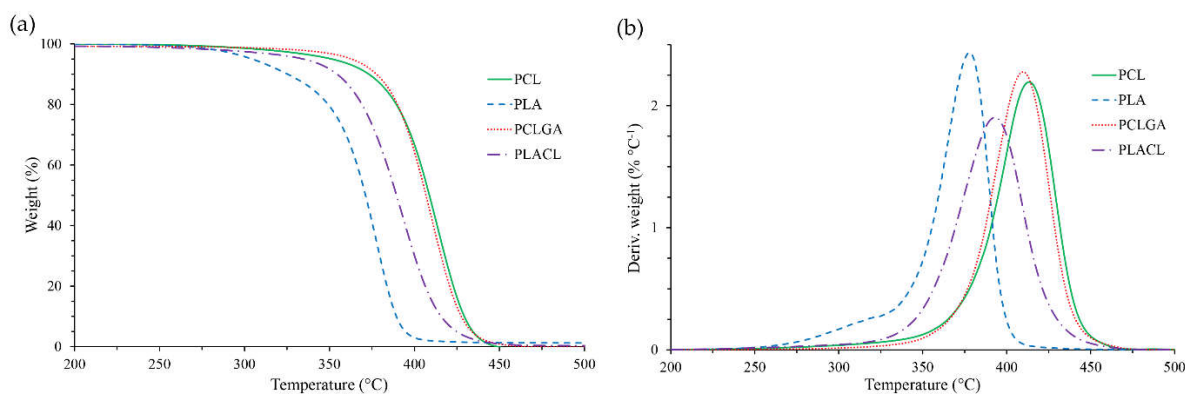 (a)
100
80
60
40
20
0
Weight (%)
200 250 300 350 400 450 500
Temperature (°C)
PCL
PLA
PCLGA
PLACL
(b)
2
1
0
Deriv. weight (% °C⁻¹)
200 250 300 350 400 450 500
Temperature (°C)
PCL
PLA
PCLGA
PLACL